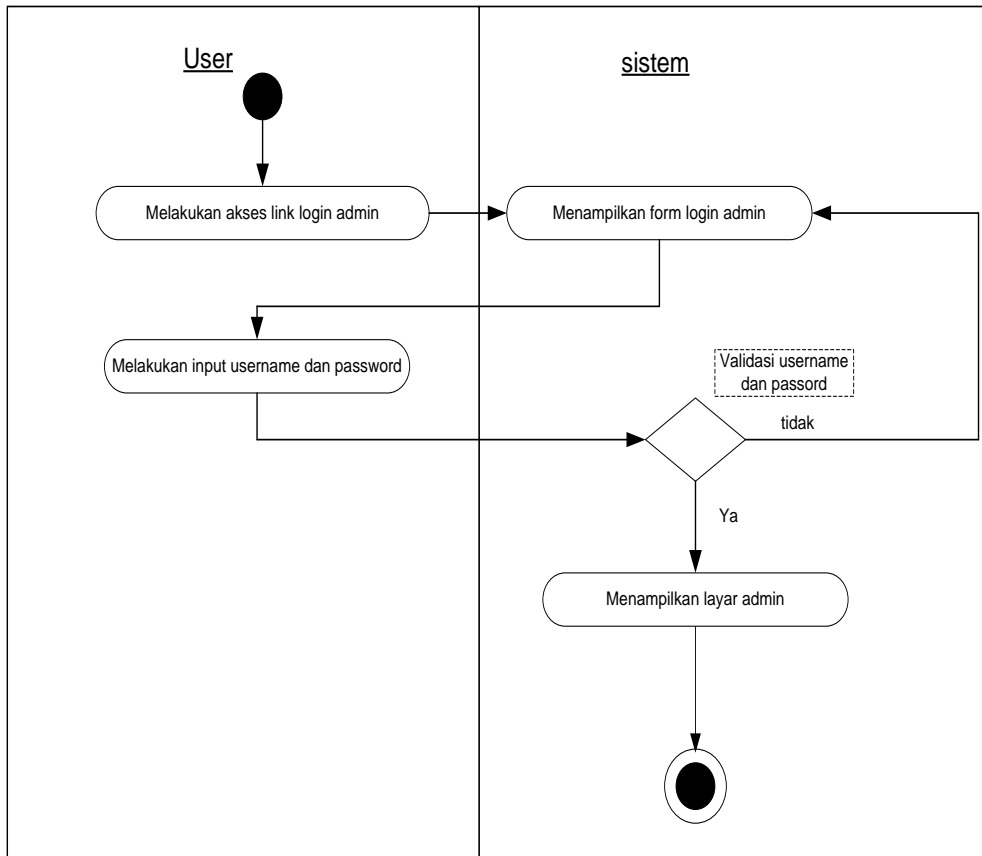 User
sistem
Melakukan akses link login admin
Menampilkan form login admin
Melakukan input username dan password
Validasi username
dan passord
tidak
Ya
Menampilkan layar admin